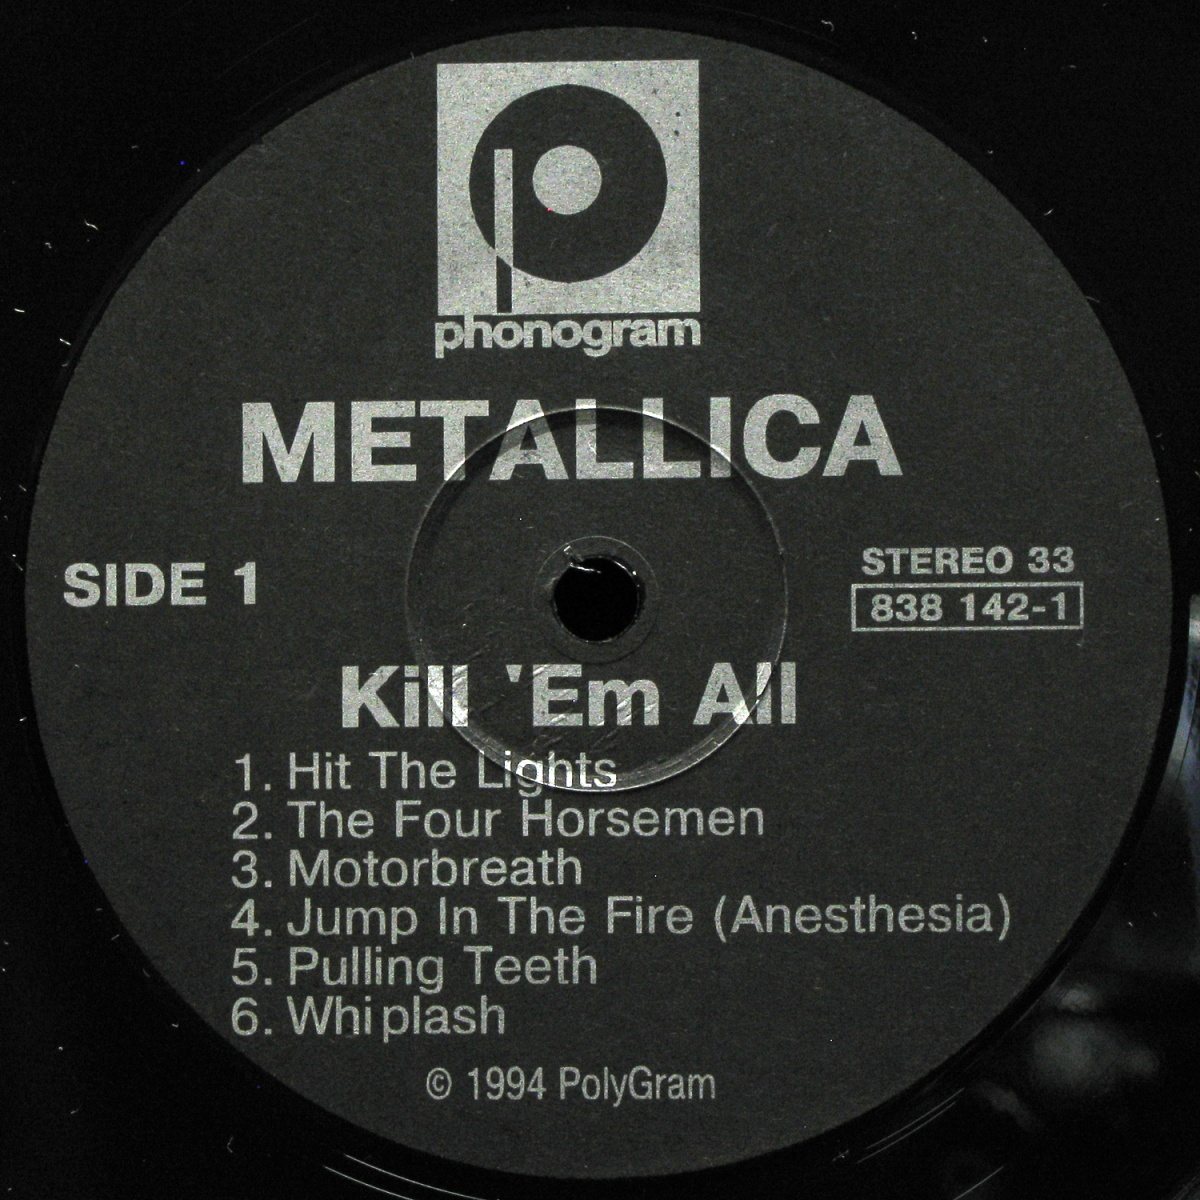 phonogram
METALLICA
SIDE 1
STEREO 33
838 142-1
Kill 'Em All
1. Hit The Lights
2. The Four Horsemen
3. Motorbreath
4. Jump In The Fire (Anesthesia)
5. Pulling Teeth
6. Whiplash
© 1994 PolyGram